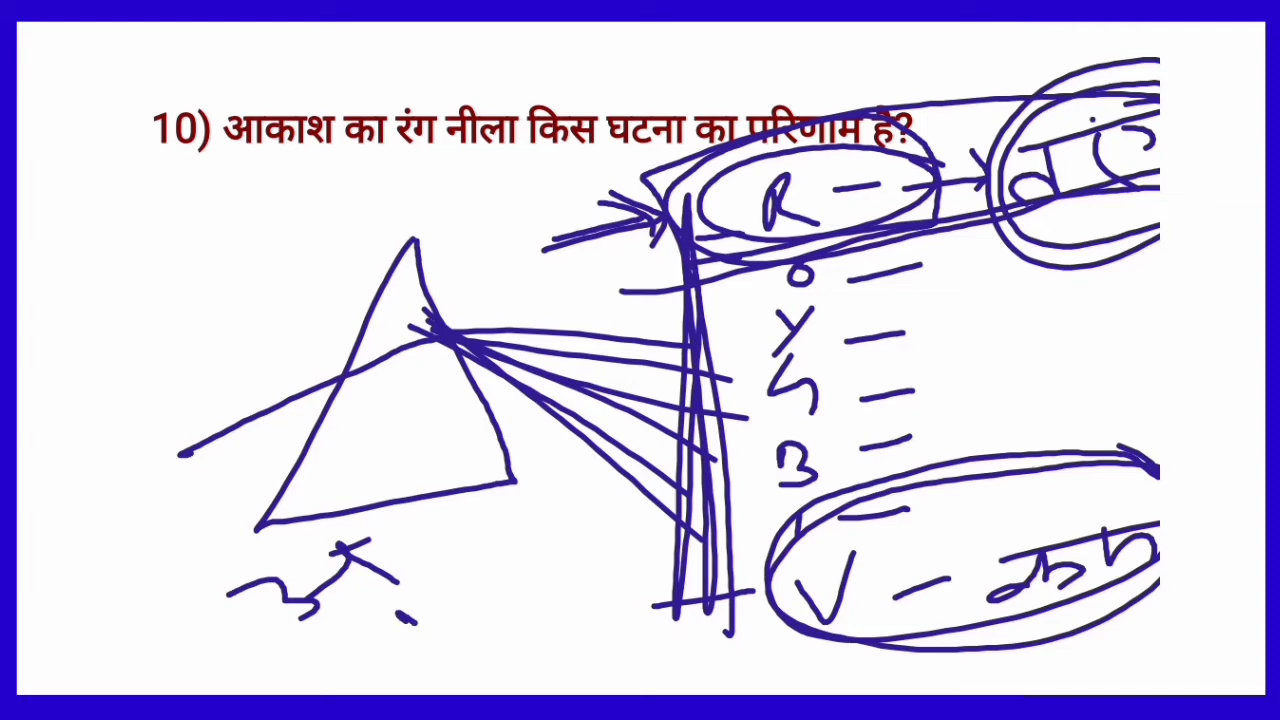 10) आकाश का रंग नीला किस घटना का परिणाम है?
R -
O -
Y -
G -
B -
I -
V -